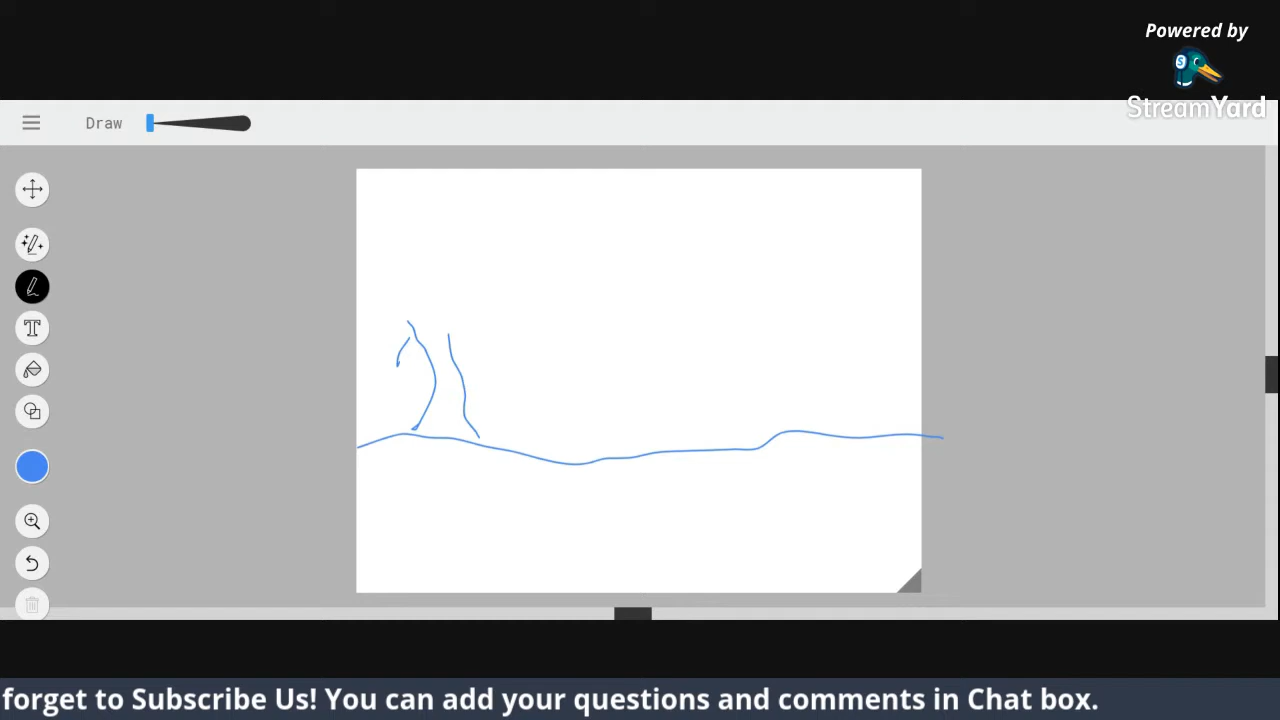 Powered by
StreamYard
Draw
forget to Subscribe Us! You can add your questions and comments in Chat box.